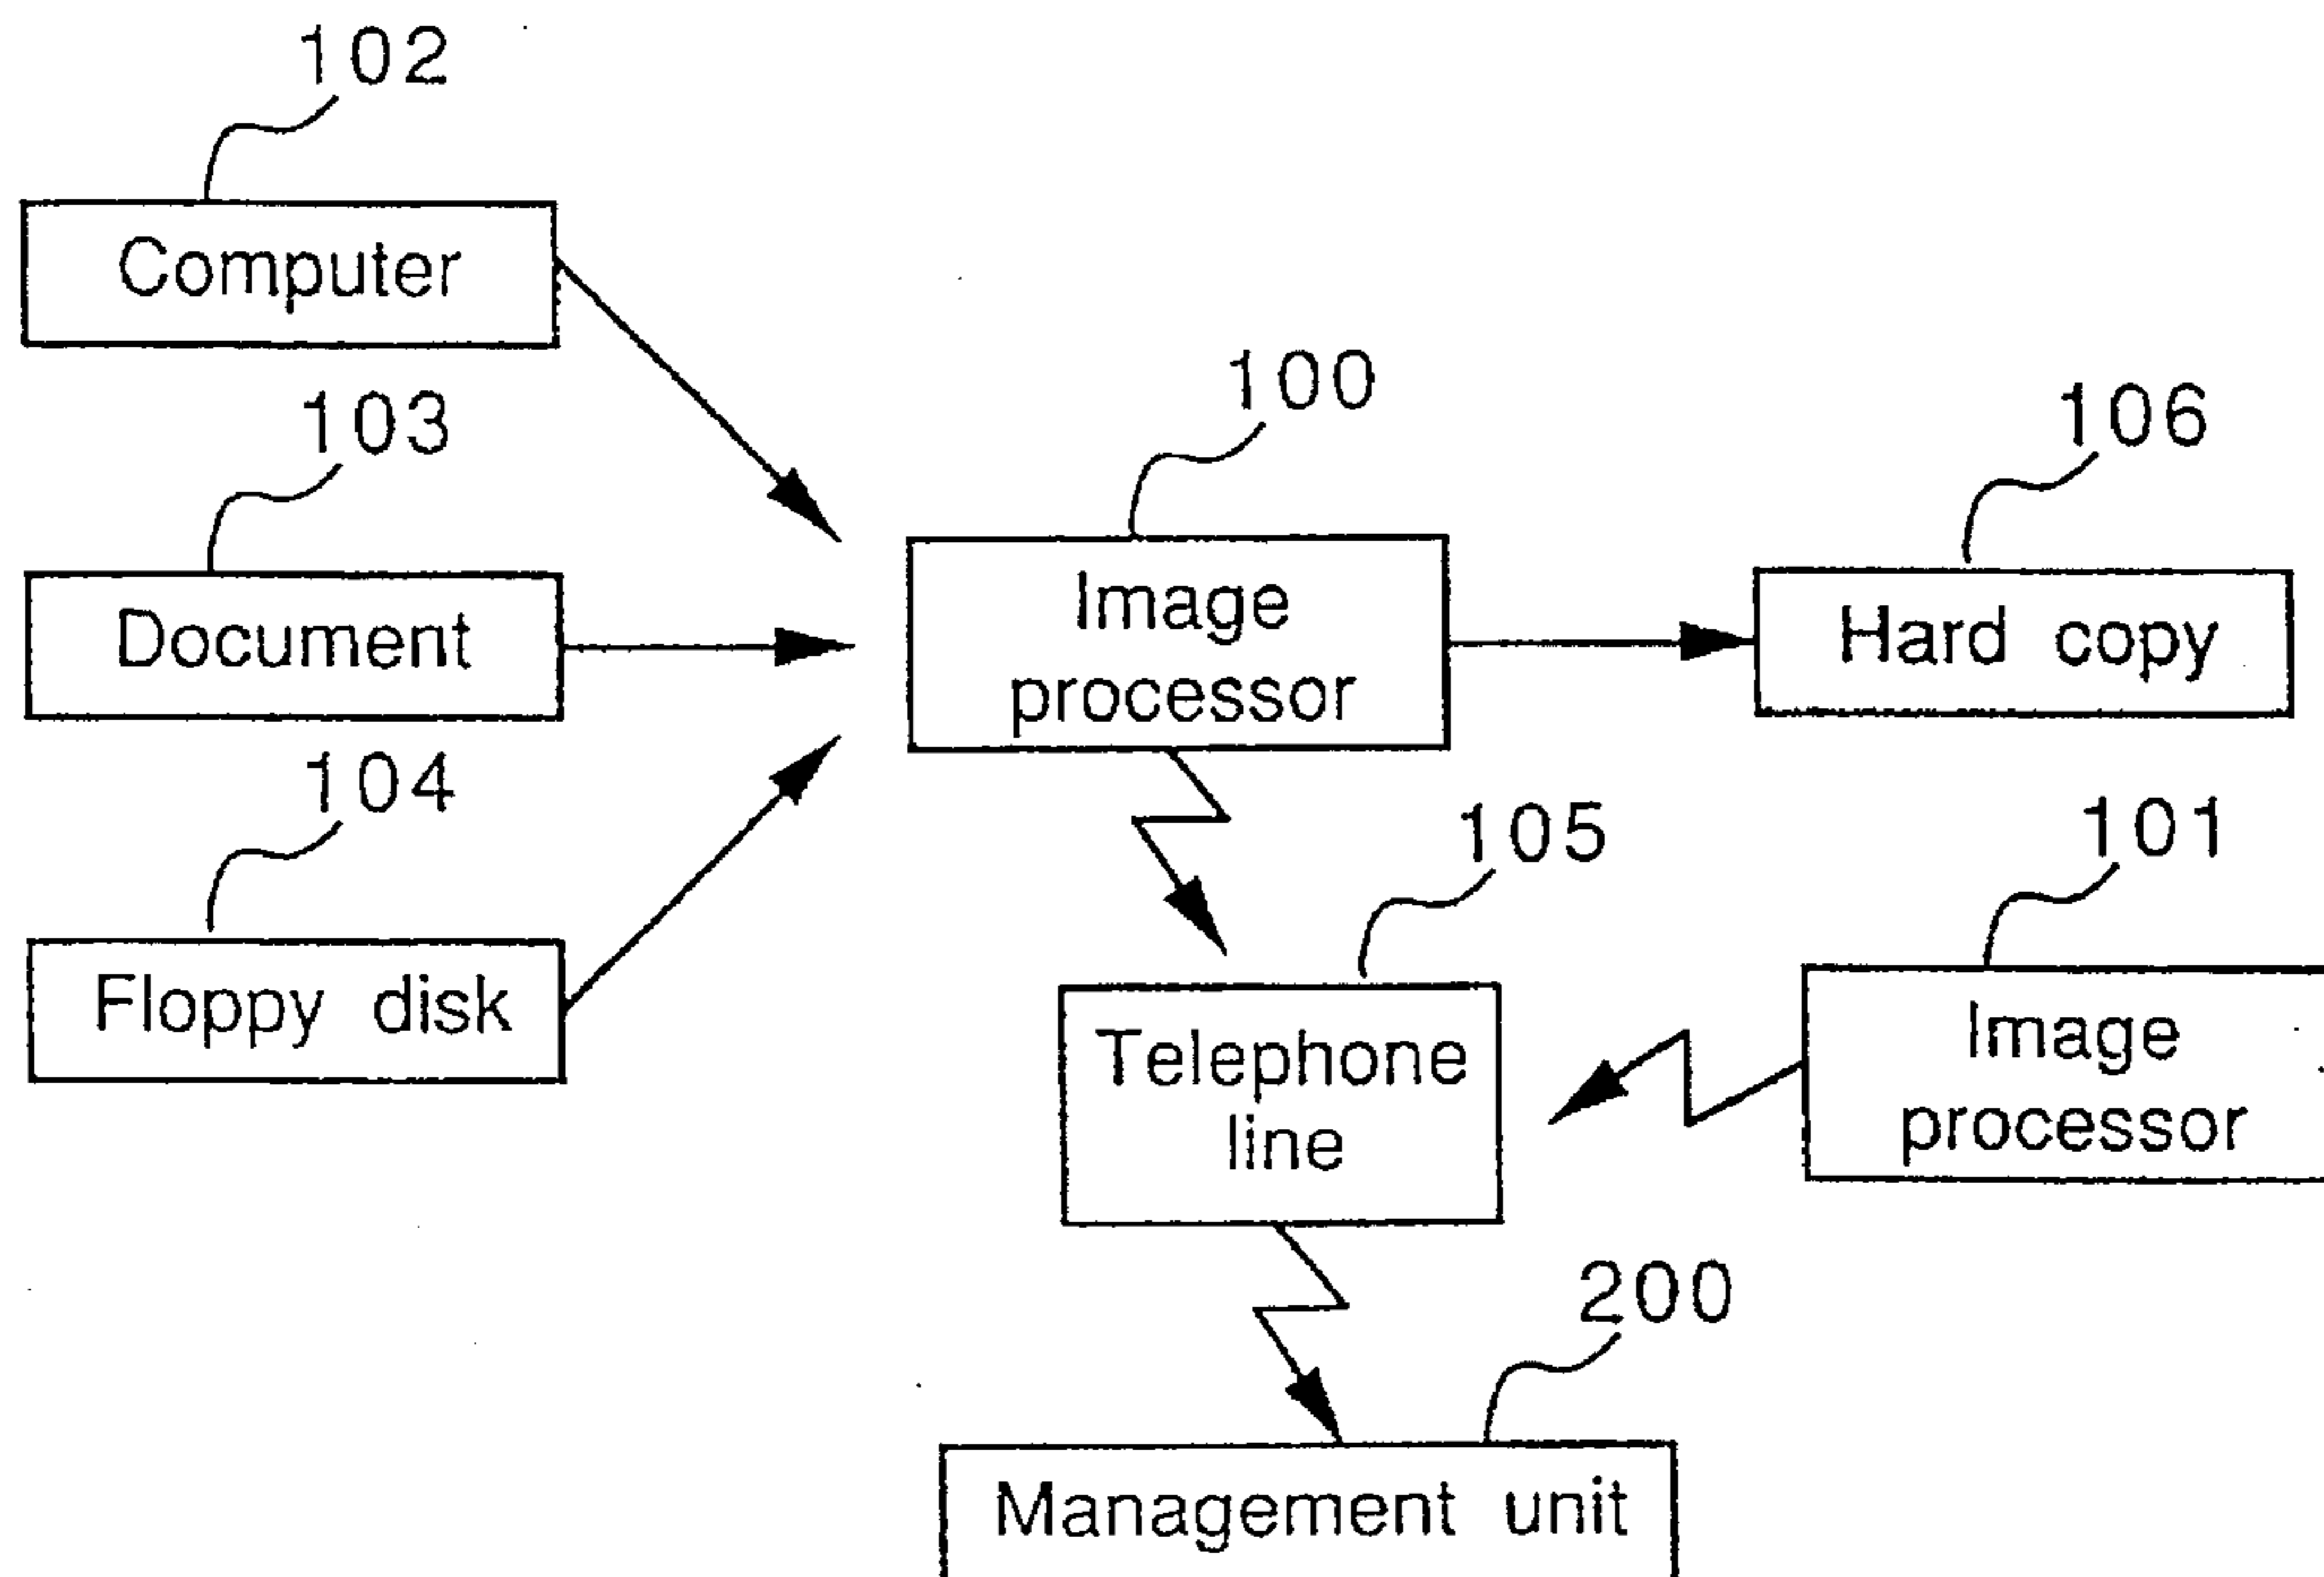 102
Computer
103
Document
104
Floppy disk
100
Image
processor
106
Hard copy
105
Telephone
line
101
Image
processor
200
Management unit